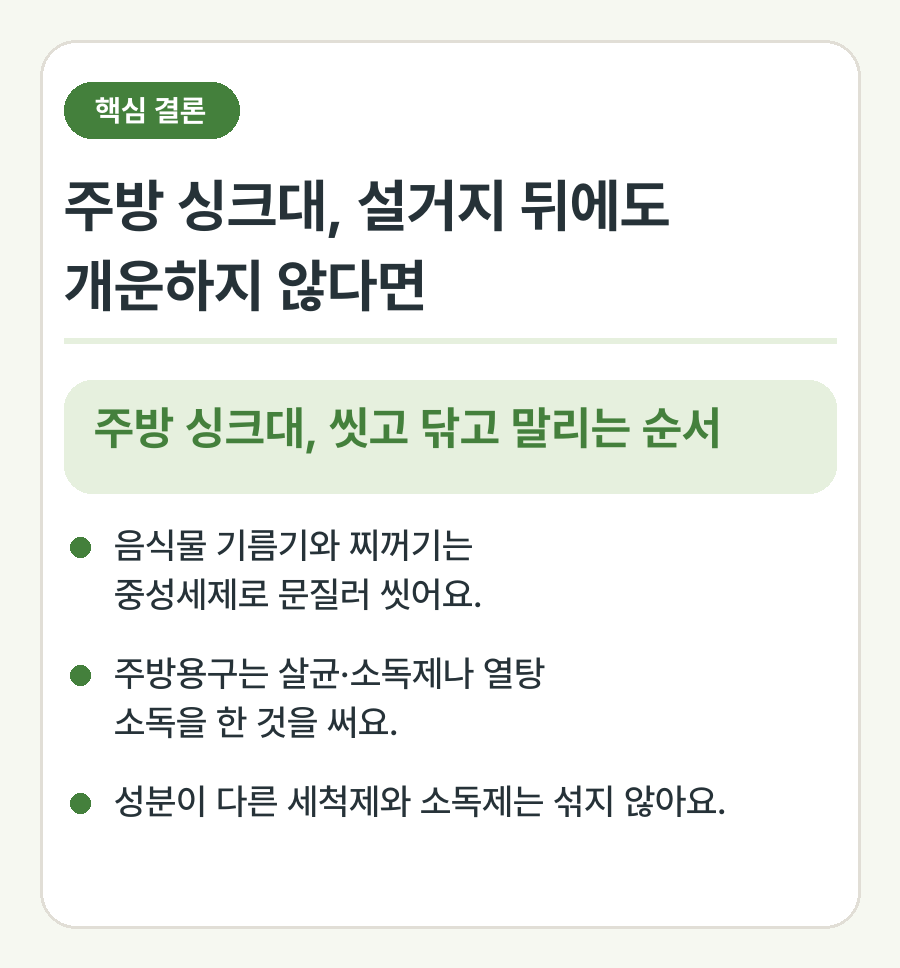 핵심 결론
주방 싱크대, 설거지 뒤에도
개운하지 않다면
주방 싱크대, 씻고 닦고 말리는 순서
음식물 기름기와 찌꺼기는
중성세제로 문질러 씻어요.
주방용구는 살균·소독제나 열탕
소독을 한 것을 써요.
성분이 다른 세척제와 소독제는 섞지 않아요.